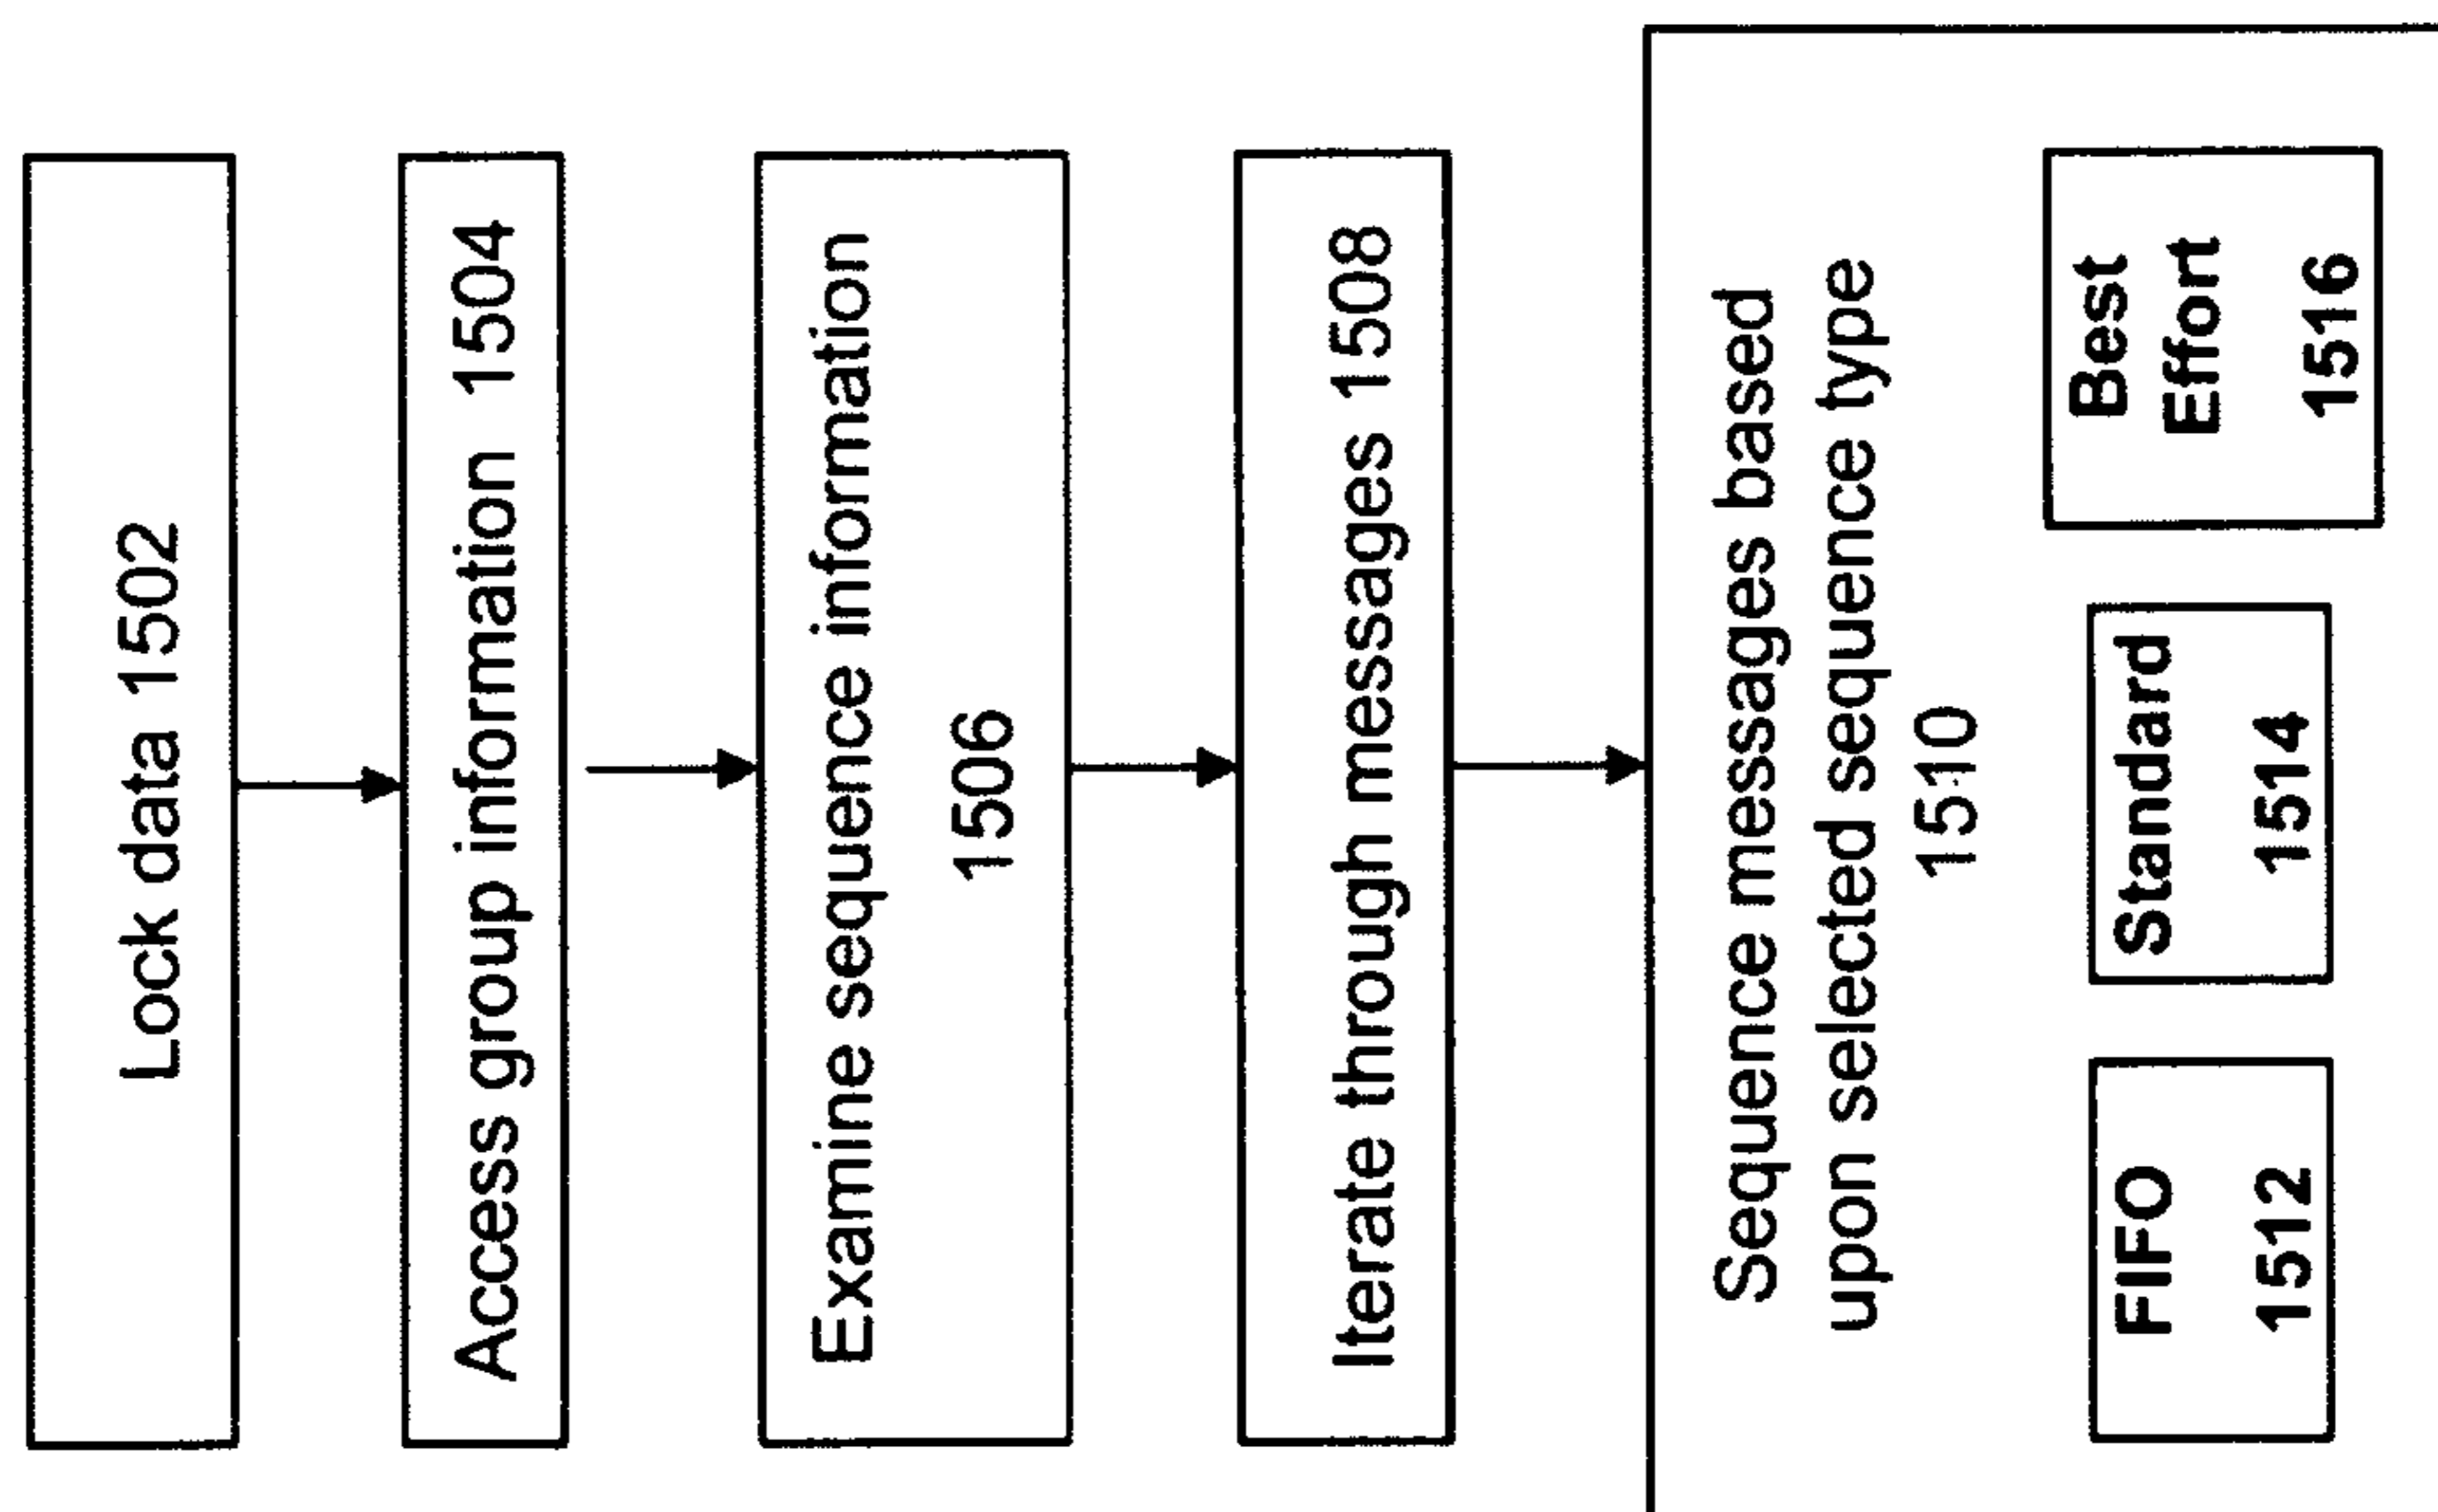 Lock data 1502
Access group information 1504
Examine sequence information
1506
Iterate through messages 1508
Sequence messages based
upon selected sequence type
1510
FIFO
1512
Standard
1514
Best
Effort
1516